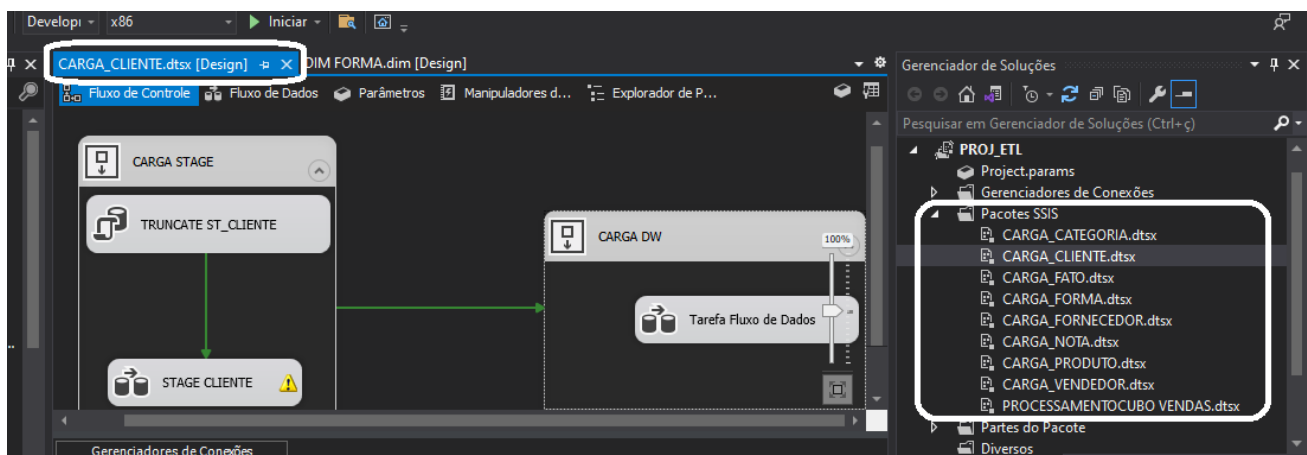 Develop x86 Iniciar
CARGA_CLIENTE.dtsx [Design] DIM FORMA.dim [Design]
Fluxo de Controle Fluxo de Dados Parâmetros Manipuladores d... Explorador de P...
CARGA STAGE
TRUNCATE ST_CLIENTE
STAGE CLIENTE
CARGA DW
100%
Tarefa Fluxo de Dados
Gerenciadores de Conexões
Gerenciador de Soluções
Pesquisar em Gerenciador de Soluções (Ctrl+ç)
PROJ_ETL
Project.params
Gerenciadores de Conexões
Pacotes SSIS
CARGA_CATEGORIA.dtsx
CARGA_CLIENTE.dtsx
CARGA_FATO.dtsx
CARGA_FORMA.dtsx
CARGA_FORNECEDOR.dtsx
CARGA_NOTA.dtsx
CARGA_PRODUTO.dtsx
CARGA_VENDEDOR.dtsx
PROCESSAMENTOCUBO VENDAS.dtsx
Partes do Pacote
Diversos